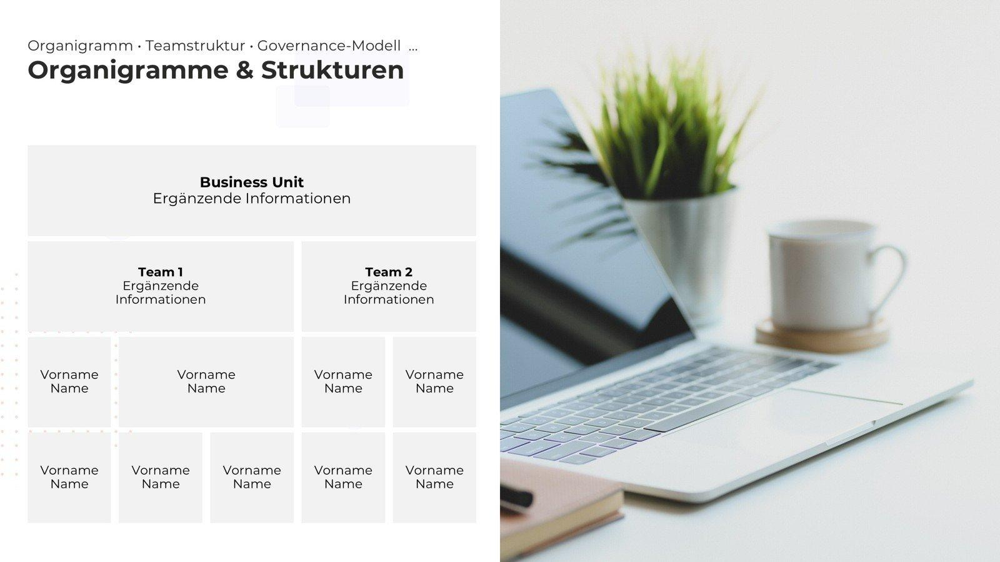 Organigramm • Teamstruktur • Governance-Modell ...
Organigramme & Strukturen
Business Unit
Ergänzende Informationen
Team 1
Ergänzende
Informationen
Team 2
Ergänzende
Informationen
Vorname
Name
Vorname
Name
Vorname
Name
Vorname
Name
Vorname
Name
Vorname
Name
Vorname
Name
Vorname
Name
Vorname
Name